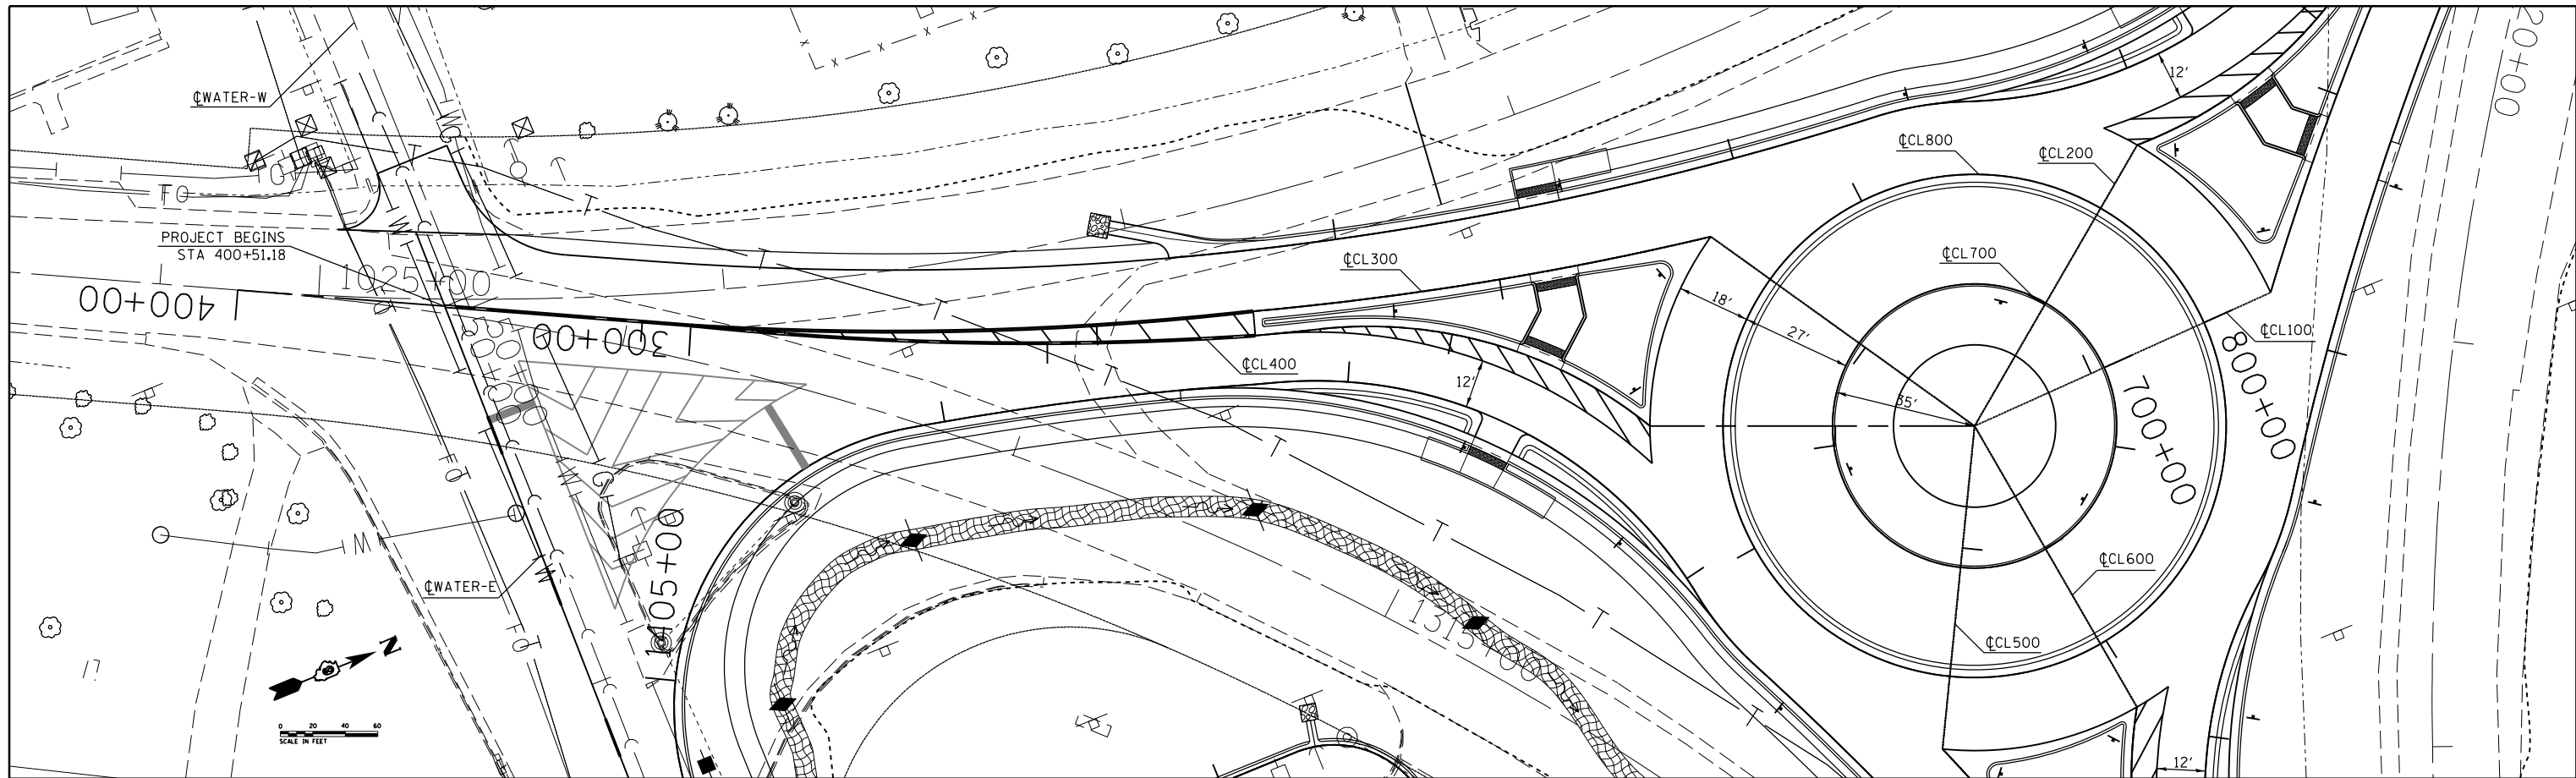 ℄WATER-W
PROJECT BEGINS
STA 400+51.18
1025+00
400+00
300+00
℄CL300
℄CL400
12'
18'
27'
35'
℄CL800
℄CL200
12'
℄CL700
℄CL100
800+00
700+00
℄CL600
℄CL500
12'
20+00
℄WATER-E
1405+00
N
0 20 40 60
SCALE IN FEET